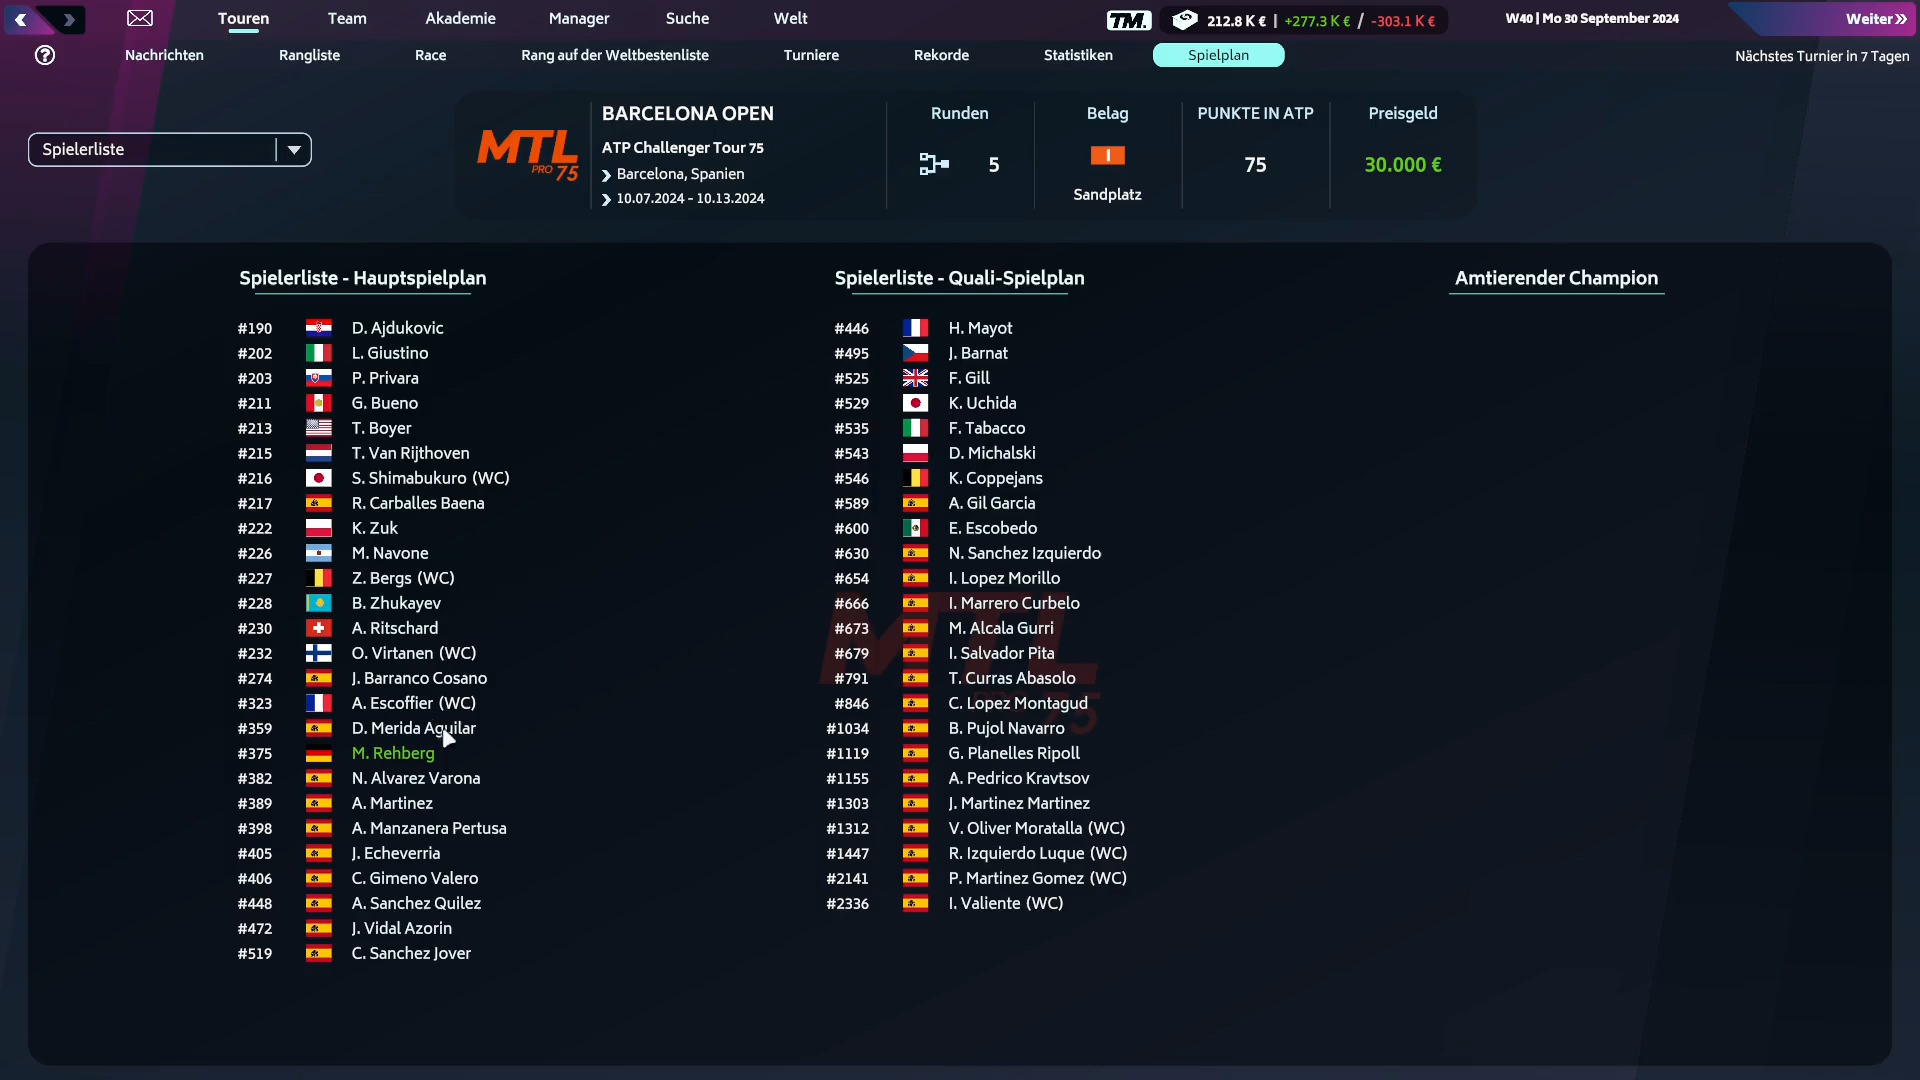 Touren
Team
Akademie
Manager
Suche
Welt
TM.
212.8 K € | +277.3 K € / -303.1 K €
W40 | Mo 30 September 2024
Weiter
Nachrichten
Rangliste
Race
Rang auf der Weltbestenliste
Turniere
Rekorde
Statistiken
Spielplan
Nächstes Turnier in 7 Tagen
Spielerliste
MTL
PRO 75
BARCELONA OPEN
ATP Challenger Tour 75
Barcelona, Spanien
10.07.2024 - 10.13.2024
Runden
5
Belag
Sandplatz
PUNKTE IN ATP
75
Preisgeld
30.000 €
Spielerliste - Hauptspielplan
#190 D. Ajdukovic
#202 L. Giustino
#203 P. Privara
#211 G. Bueno
#213 T. Boyer
#215 T. Van Rijthoven
#216 S. Shimabukuro (WC)
#217 R. Carballes Baena
#222 K. Zuk
#226 M. Navone
#227 Z. Bergs (WC)
#228 B. Zhukayev
#230 A. Ritschard
#232 O. Virtanen (WC)
#274 J. Barranco Cosano
#323 A. Escoffier (WC)
#359 D. Merida Aguilar
#375 M. Rehberg
#382 N. Alvarez Varona
#389 A. Martinez
#398 A. Manzanera Pertusa
#405 J. Echeverria
#406 C. Gimeno Valero
#448 A. Sanchez Quilez
#472 J. Vidal Azorin
#519 C. Sanchez Jover
Spielerliste - Quali-Spielplan
#446 H. Mayot
#495 J. Barnat
#525 F. Gill
#529 K. Uchida
#535 F. Tabacco
#543 D. Michalski
#546 K. Coppejans
#589 A. Gil Garcia
#600 E. Escobedo
#630 N. Sanchez Izquierdo
#654 I. Lopez Morillo
#666 I. Marrero Curbelo
#673 M. Alcala Gurri
#679 I. Salvador Pita
#791 T. Curras Abasolo
#846 C. Lopez Montagud
#1034 B. Pujol Navarro
#1119 G. Planelles Ripoll
#1155 A. Pedrico Kravtsov
#1303 J. Martinez Martinez
#1312 V. Oliver Moratalla (WC)
#1447 R. Izquierdo Luque (WC)
#2141 P. Martinez Gomez (WC)
#2336 I. Valiente (WC)
MTL
PRO 75
Amtierender Champion